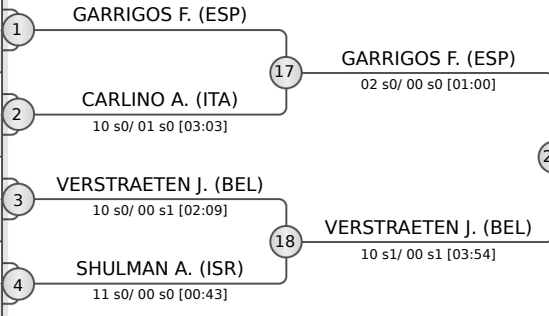 GARRIGOS F. (ESP)
1
17
GARRIGOS F. (ESP)
02 s0/ 00 s0 [01:00]
CARLINO A. (ITA)
2
10 s0/ 01 s0 [03:03]
VERSTRAETEN J. (BEL)
3
10 s0/ 00 s1 [02:09]
18
VERSTRAETEN J. (BEL)
10 s1/ 00 s1 [03:54]
SHULMAN A. (ISR)
4
11 s0/ 00 s0 [00:43]